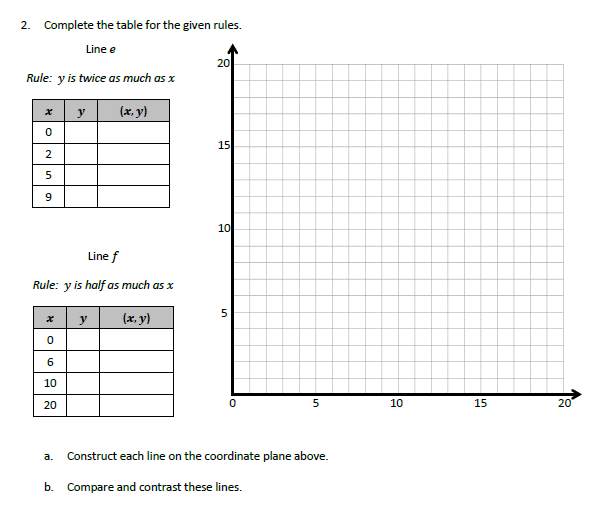 2. Complete the table for the given rules.
Line e
Rule: y is twice as much as x
x y (x, y)
0
2
5
9
Line f
Rule: y is half as much as x
x y (x, y)
0
6
10
20
20
15
10
5
0 5 10 15 20
a. Construct each line on the coordinate plane above.
b. Compare and contrast these lines.